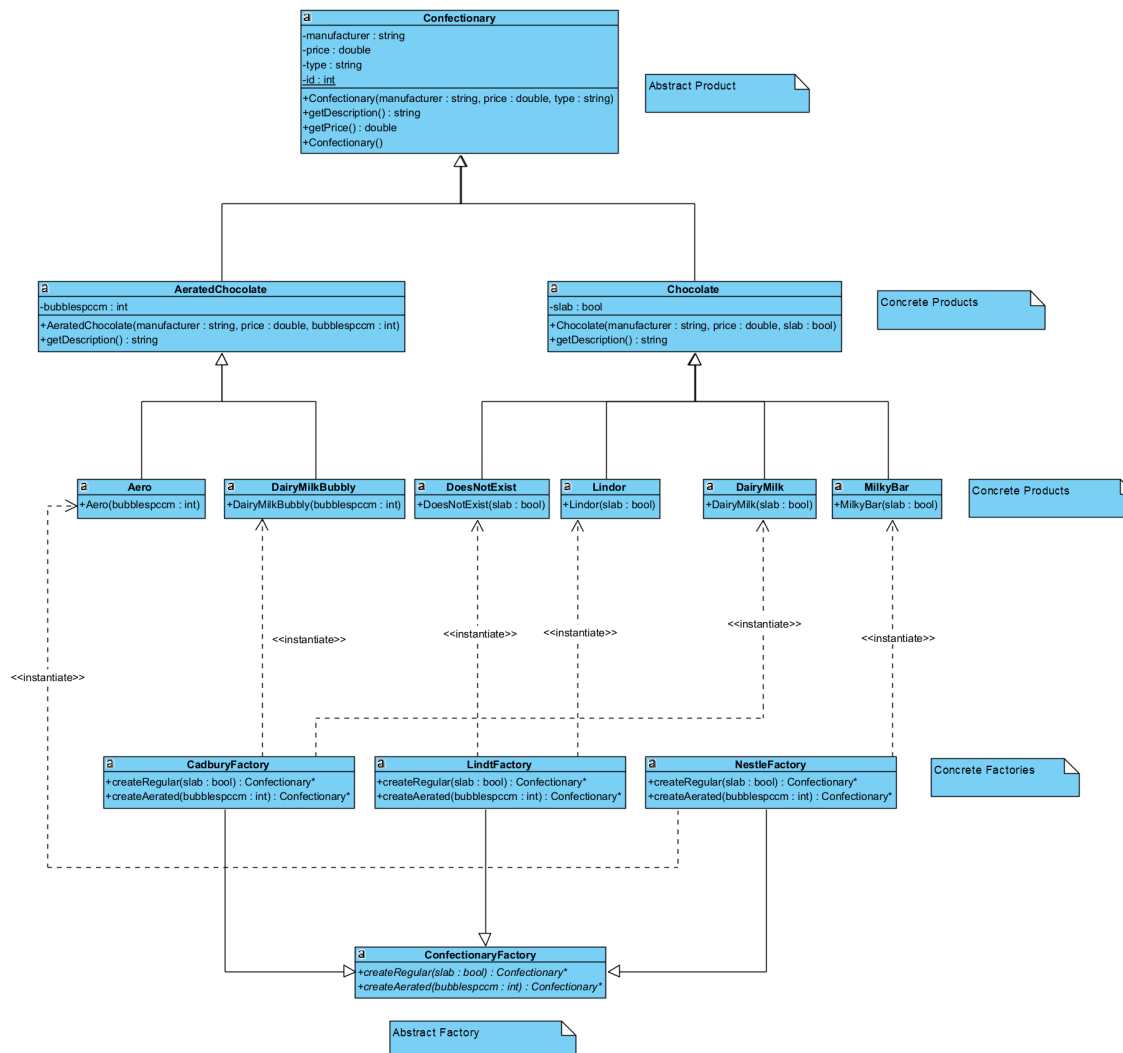 a
Confectionary
-manufacturer : string
-price : double
-type : string
-id : int
+Confectionary(manufacturer : string, price : double, type : string)
+getDescription() : string
+getPrice() : double
+Confectionary()
Abstract Product
a
AeratedChocolate
-bubblespccm : int
+AeratedChocolate(manufacturer : string, price : double, bubblespccm : int)
+getDescription() : string
a
Chocolate
-slab : bool
+Chocolate(manufacturer : string, price : double, slab : bool)
+getDescription() : string
Concrete Products
a
Aero
+Aero(bubblespccm : int)
a
DairyMilkBubbly
+DairyMilkBubbly(bubblespccm : int)
a
DoesNotExist
+DoesNotExist(slab : bool)
a
Lindor
+Lindor(slab : bool)
a
DairyMilk
+DairyMilk(slab : bool)
a
MilkyBar
+MilkyBar(slab : bool)
Concrete Products
<<instantiate>>
<<instantiate>>
<<instantiate>>
<<instantiate>>
<<instantiate>>
<<instantiate>>
a
CadburyFactory
+createRegular(slab : bool) : Confectionary*
+createAerated(bubblespccm : int) : Confectionary*
a
LindtFactory
+createRegular(slab : bool) : Confectionary*
+createAerated(bubblespccm : int) : Confectionary*
a
NestleFactory
+createRegular(slab : bool) : Confectionary*
+createAerated(bubblespccm : int) : Confectionary*
Concrete Factories
a
ConfectionaryFactory
+createRegular(slab : bool) : Confectionary*
+createAerated(bubblespccm : int) : Confectionary*
Abstract Factory